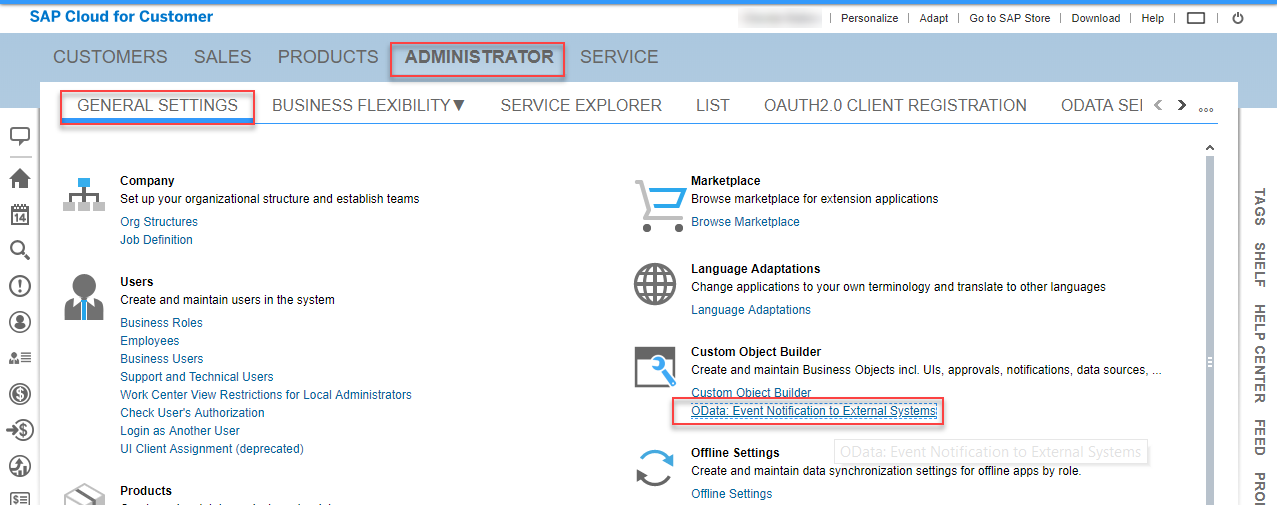 SAP Cloud for Customer
Personalize
Adapt
Go to SAP Store
Download
Help
CUSTOMERS
SALES
PRODUCTS
ADMINISTRATOR
SERVICE
GENERAL SETTINGS
BUSINESS FLEXIBILITY▼
SERVICE EXPLORER
LIST
OAUTH2.0 CLIENT REGISTRATION
ODATA SEI
14
Company
Set up your organizational structure and establish teams
Org Structures
Job Definition
Users
Create and maintain users in the system
Business Roles
Employees
Business Users
Support and Technical Users
Work Center View Restrictions for Local Administrators
Check User's Authorization
Login as Another User
UI Client Assignment (deprecated)
Products
Marketplace
Browse marketplace for extension applications
Browse Marketplace
Language Adaptations
Change applications to your own terminology and translate to other languages
Language Adaptations
Custom Object Builder
Create and maintain Business Objects incl. UIs, approvals, notifications, data sources, ...
Custom Object Builder
OData: Event Notification to External Systems
OData: Event Notification to External Systems
Offline Settings
Create and maintain data synchronization settings for offline apps by role.
Offline Settings
TAGS
SHELF
HELP CENTER
FEED
PRO